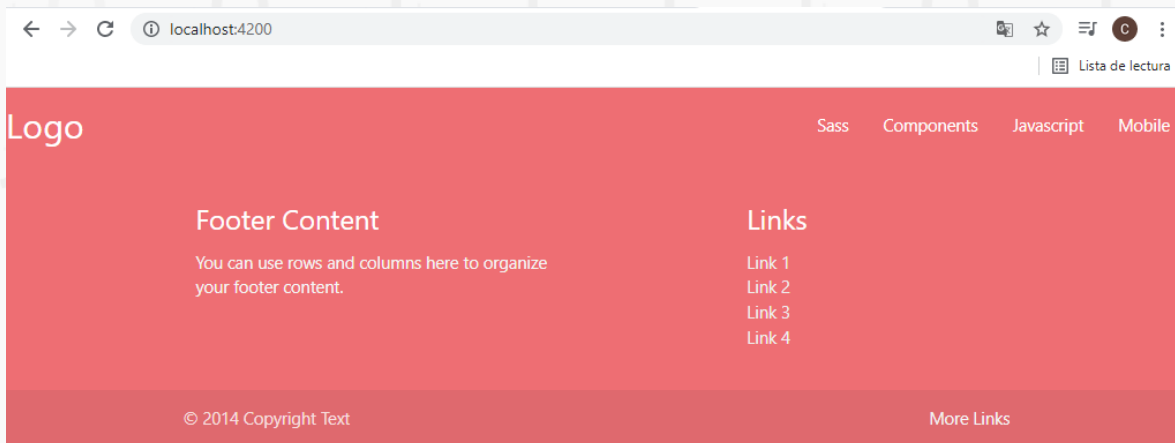 localhost:4200
C
Lista de lectura
Logo
Sass Components Javascript Mobile
Footer Content
You can use rows and columns here to organize
your footer content.
Links
Link 1
Link 2
Link 3
Link 4
© 2014 Copyright Text
More Links